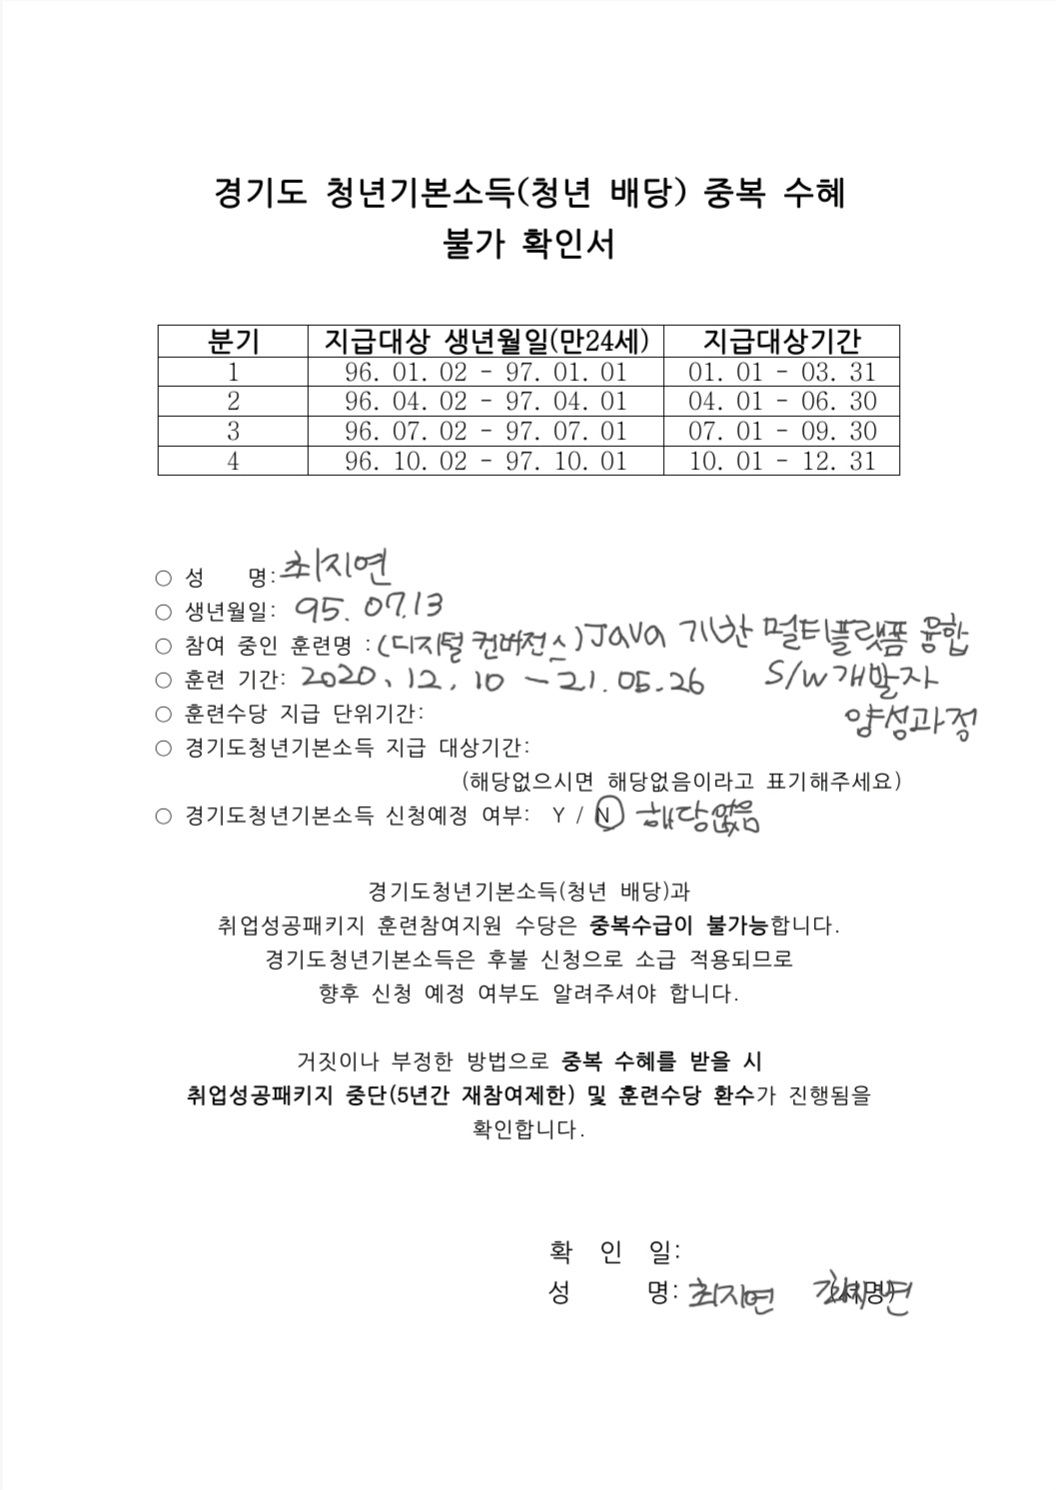 경기도 청년기본소득(청년 배당) 중복 수혜
불가 확인서
분기 지급대상 생년월일(만24세) 지급대상기간
1 96. 01. 02 - 97. 01. 01 01. 01 - 03. 31
2 96. 04. 02 - 97. 04. 01 04. 01 - 06. 30
3 96. 07. 02 - 97. 07. 01 07. 01 - 09. 30
4 96. 10. 02 - 97. 10. 01 10. 01 - 12. 31
○ 성 명: 최지연
○ 생년월일: 95. 07.13
○ 참여 중인 훈련명 : (디지털 컨버전스)JAVA 기반 멀티플랫폼 융합
S/W개발자
양성과정
○ 훈련 기간: 2020. 12. 10 - 21. 05. 26
○ 훈련수당 지급 단위기간:
○ 경기도청년기본소득 지급 대상기간:
(해당없으시면 해당없음이라고 표기해주세요)
○ 경기도청년기본소득 신청예정 여부: Y / N 해당없음
경기도청년기본소득(청년 배당)과
취업성공패키지 훈련참여지원 수당은 중복수급이 불가능합니다.
경기도청년기본소득은 후불 신청으로 소급 적용되므로
향후 신청 예정 여부도 알려주셔야 합니다.
거짓이나 부정한 방법으로 중복 수혜를 받을 시
취업성공패키지 중단(5년간 재참여제한) 및 훈련수당 환수가 진행됨을
확인합니다.
확 인 일:
성 명: 최지연 최지연 (서명)